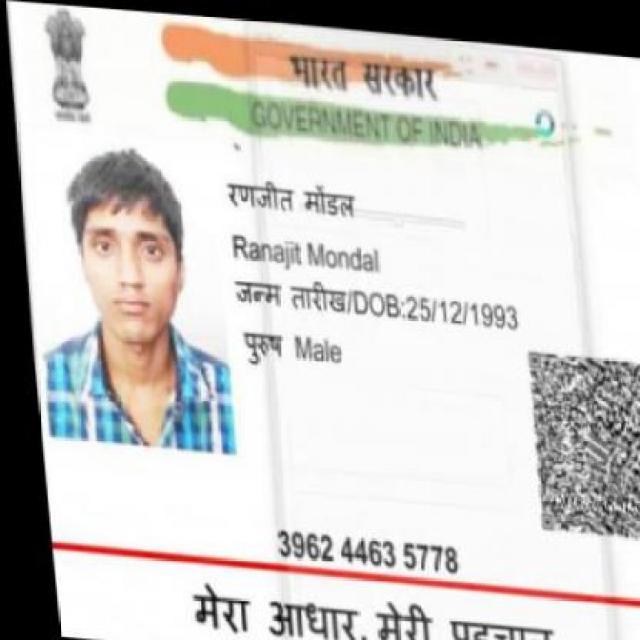 भारत सरकार
GOVERNMENT OF INDIA
रणजीत मोंडल
Ranajit Mondal
जन्म तारीख/DOB:25/12/1993
पुरुष Male
3962 4463 5778
मेरा आधार, मेरी पहचान